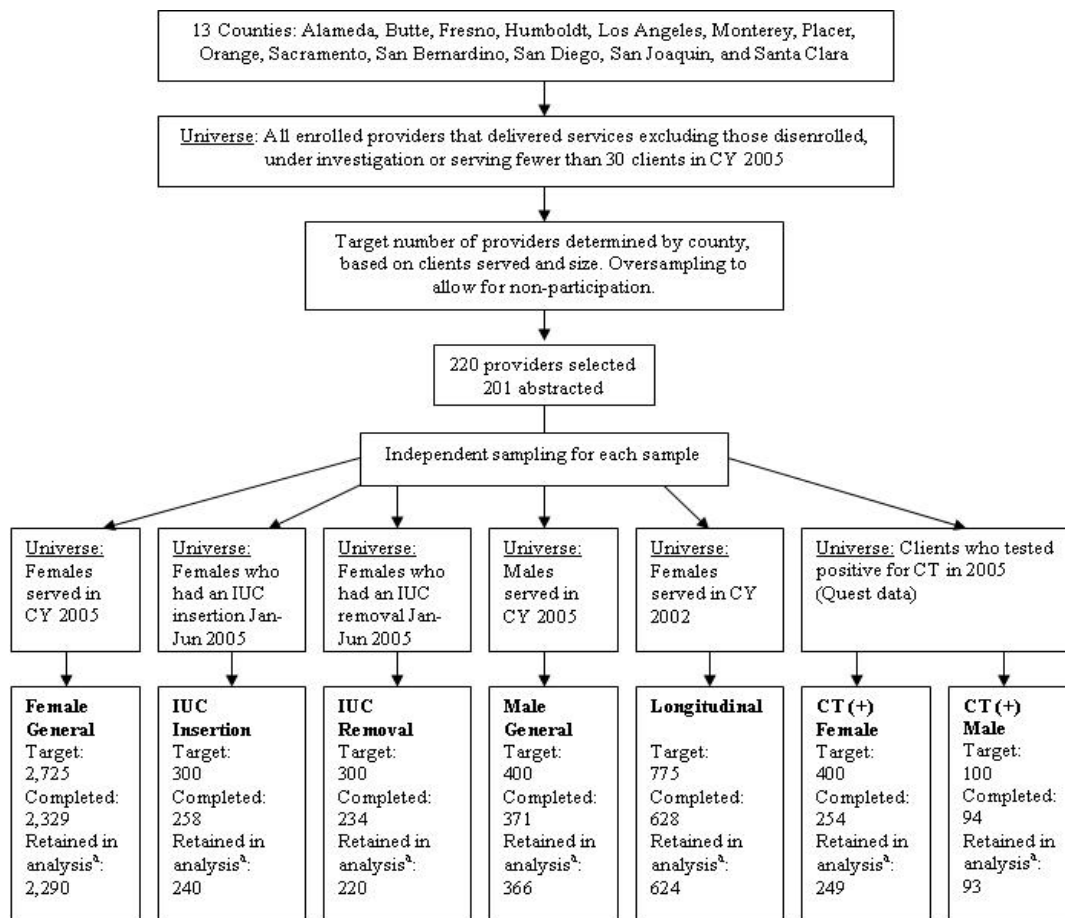 13 Counties: Alameda, Butte, Fresno, Humboldt, Los Angeles, Monterey, Placer,
Orange, Sacramento, San Bernardino, San Diego, San Joaquin, and Santa Clara
Universe: All enrolled providers that delivered services excluding those disenrolled,
under investigation or serving fewer than 30 clients in CY 2005
Target number of providers determined by county,
based on clients served and size. Oversampling to
allow for non-participation.
220 providers selected
201 abstracted
Independent sampling for each sample
Universe:
Females
served in
CY 2005
Universe:
Females who
had an IUC
insertion Jan-
Jun 2005
Universe:
Females who
had an IUC
removal Jan-
Jun 2005
Universe:
Males
served in
CY 2005
Universe:
Females
served in CY
2002
Universe: Clients who tested
positive for CT in 2005
(Quest data)
Female
General
Target:
2,725
Completed:
2,329
Retained in
analysisª:
2,290
IUC
Insertion
Target:
300
Completed:
258
Retained in
analysisª:
240
IUC
Removal
Target:
300
Completed:
234
Retained in
analysisª:
220
Male
General
Target:
400
Completed:
371
Retained in
analysisª:
366
Longitudinal
Target:
775
Completed:
628
Retained in
analysisª:
624
CT (+)
Female
Target:
400
Completed:
254
Retained in
analysisª:
249
CT (+)
Male
Target:
100
Completed:
94
Retained in
analysisª:
93